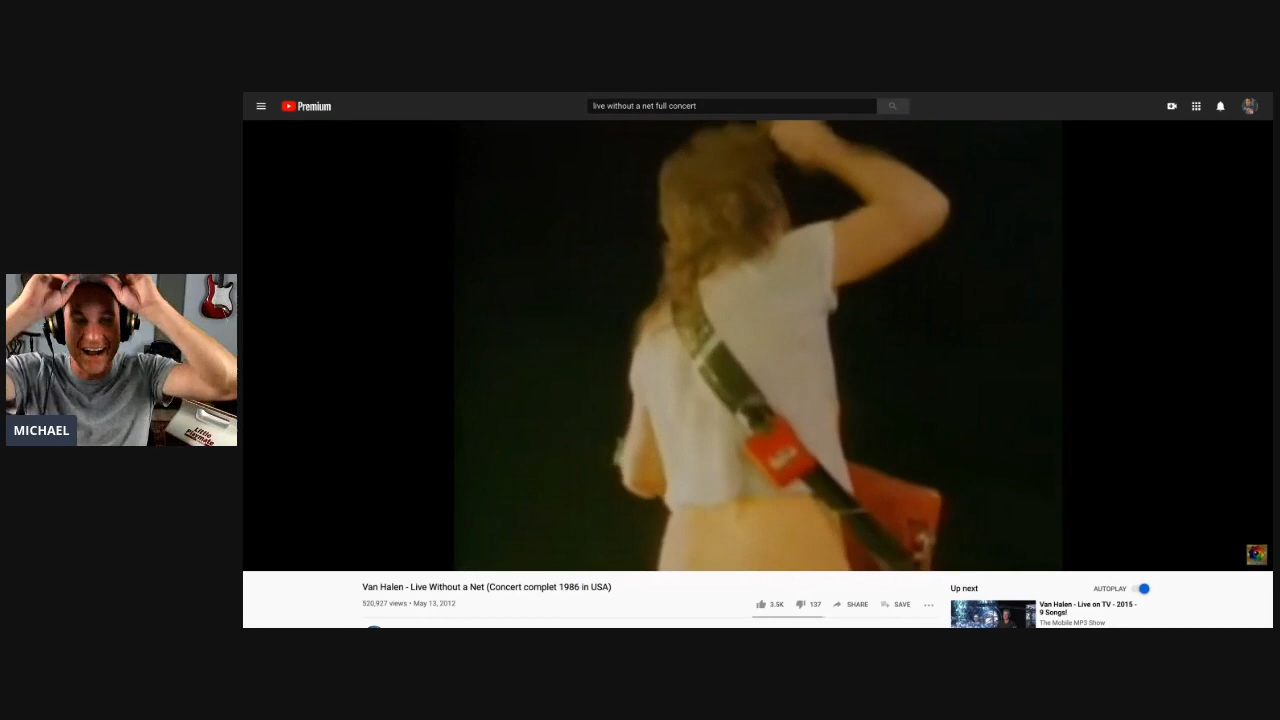 Premium
live without a net full concert
MICHAEL
Little
Playmate
Van Halen - Live Without a Net (Concert complet 1986 in USA)
520,927 views • May 13, 2012
3.5K
137
SHARE
SAVE
Up next
AUTOPLAY
Van Halen - Live on TV - 2015 -
9 Songs!
The Mobile MP3 Show